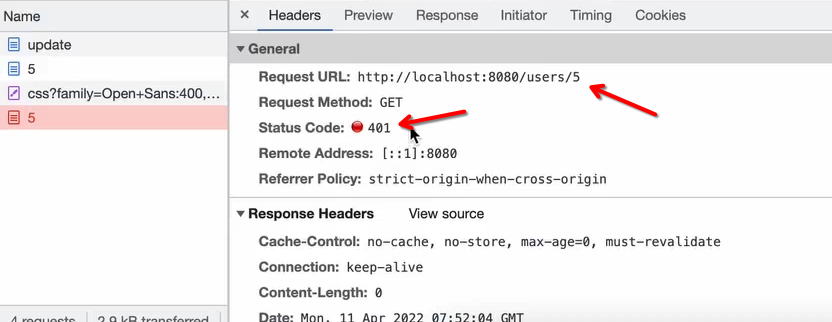 Name
× Headers Preview Response Initiator Timing Cookies
update
5
css?family=Open+Sans:400,...
5
▼ General
Request URL: http://localhost:8080/users/5
Request Method: GET
Status Code: 401
Remote Address: [::1]:8080
Referrer Policy: strict-origin-when-cross-origin
▼ Response Headers View source
Cache-Control: no-cache, no-store, max-age=0, must-revalidate
Connection: keep-alive
Content-Length: 0
Date: Mon, 11 Apr 2022 07:52:04 GMT
4 requests 2.9 kB transferred